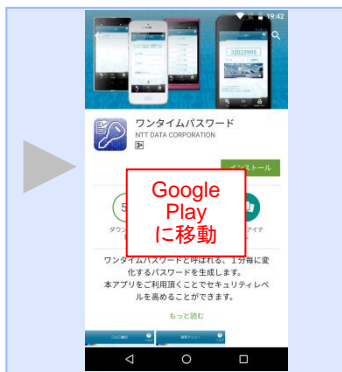 19:42
ワンタイムパスワード
NTT DATA CORPORATION
3+
インストール
Google
Play
に移動
ワンタイムパスワードと呼ばれる、1分毎に変
化するパスワードを生成します。
本アプリをご利用頂くことでセキュリティレベ
ルを高めることができます。
もっと読む